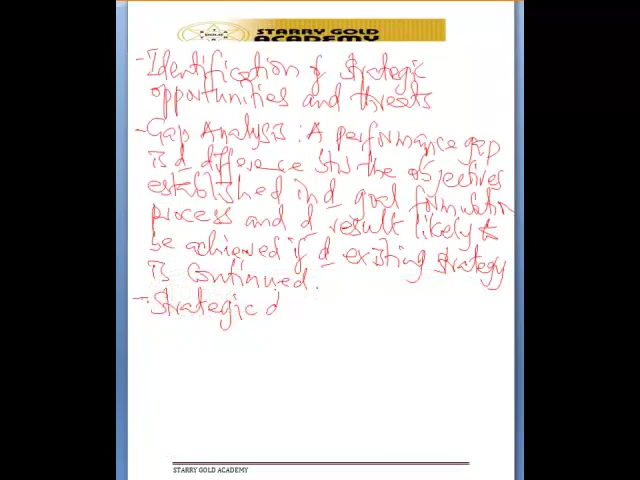 STARRY GOLD
ACADEMY
- Identification of strategic
opportunities and threats
- Gap Analysis: A performance gap
is d difference btw the objectives
established in d goal formulation
process and d result likely to
be achieved if d existing strategy
is continued.
- Strategic d
STARRY GOLD ACADEMY